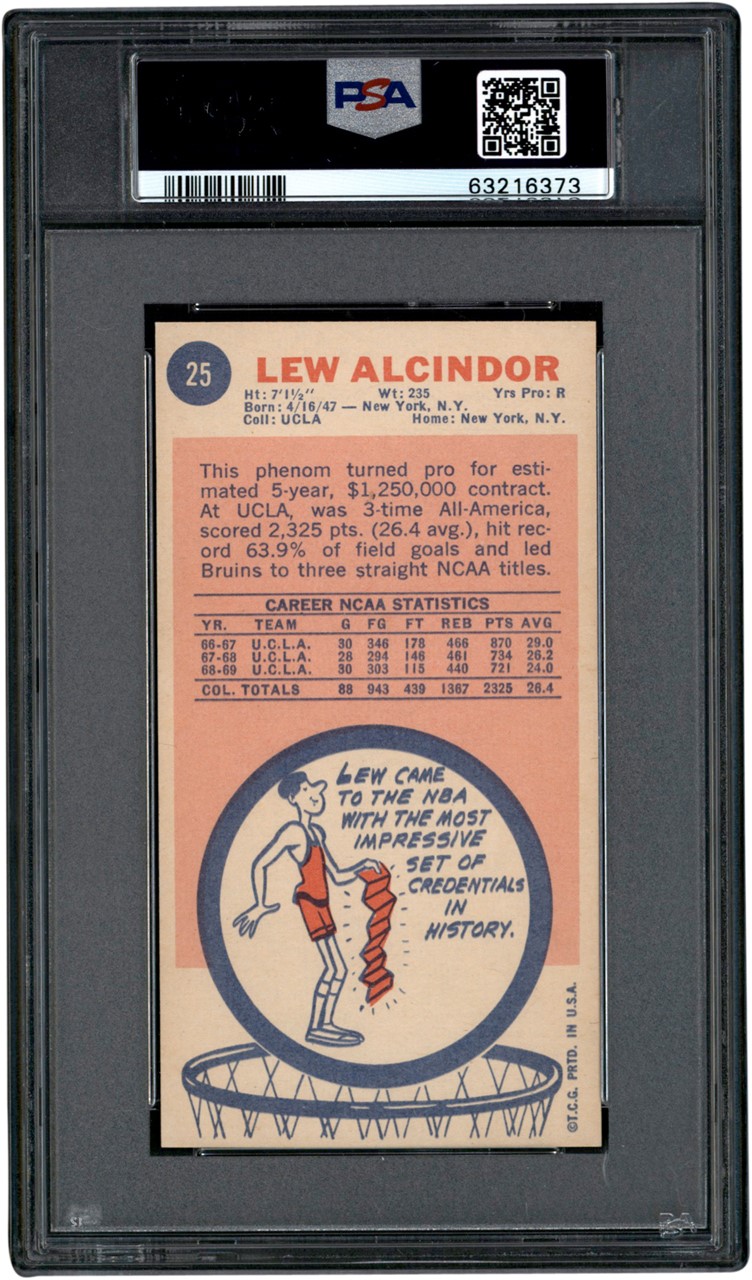 PSA
63216373
25
LEW ALCINDOR
Ht: 7'1½" Wt: 235 Yrs Pro: R
Born: 4/16/47 — New York, N.Y.
Coll: UCLA Home: New York, N.Y.
This phenom turned pro for esti-
mated 5-year, $1,250,000 contract.
At UCLA, was 3-time All-America,
scored 2,325 pts. (26.4 avg.), hit rec-
ord 63.9% of field goals and led
Bruins to three straight NCAA titles.
CAREER NCAA STATISTICS
YR. TEAM G FG FT REB PTS AVG
66-67 U.C.L.A. 30 346 178 466 870 29.0
67-68 U.C.L.A. 28 294 146 461 734 26.2
68-69 U.C.L.A. 30 303 115 440 721 24.0
COL. TOTALS 88 943 439 1367 2325 26.4
LEW CAME
TO THE NBA
WITH THE MOST
IMPRESSIVE
SET OF
CREDENTIALS
IN
HISTORY.
©T.C.G. PRTD. IN U.S.A.